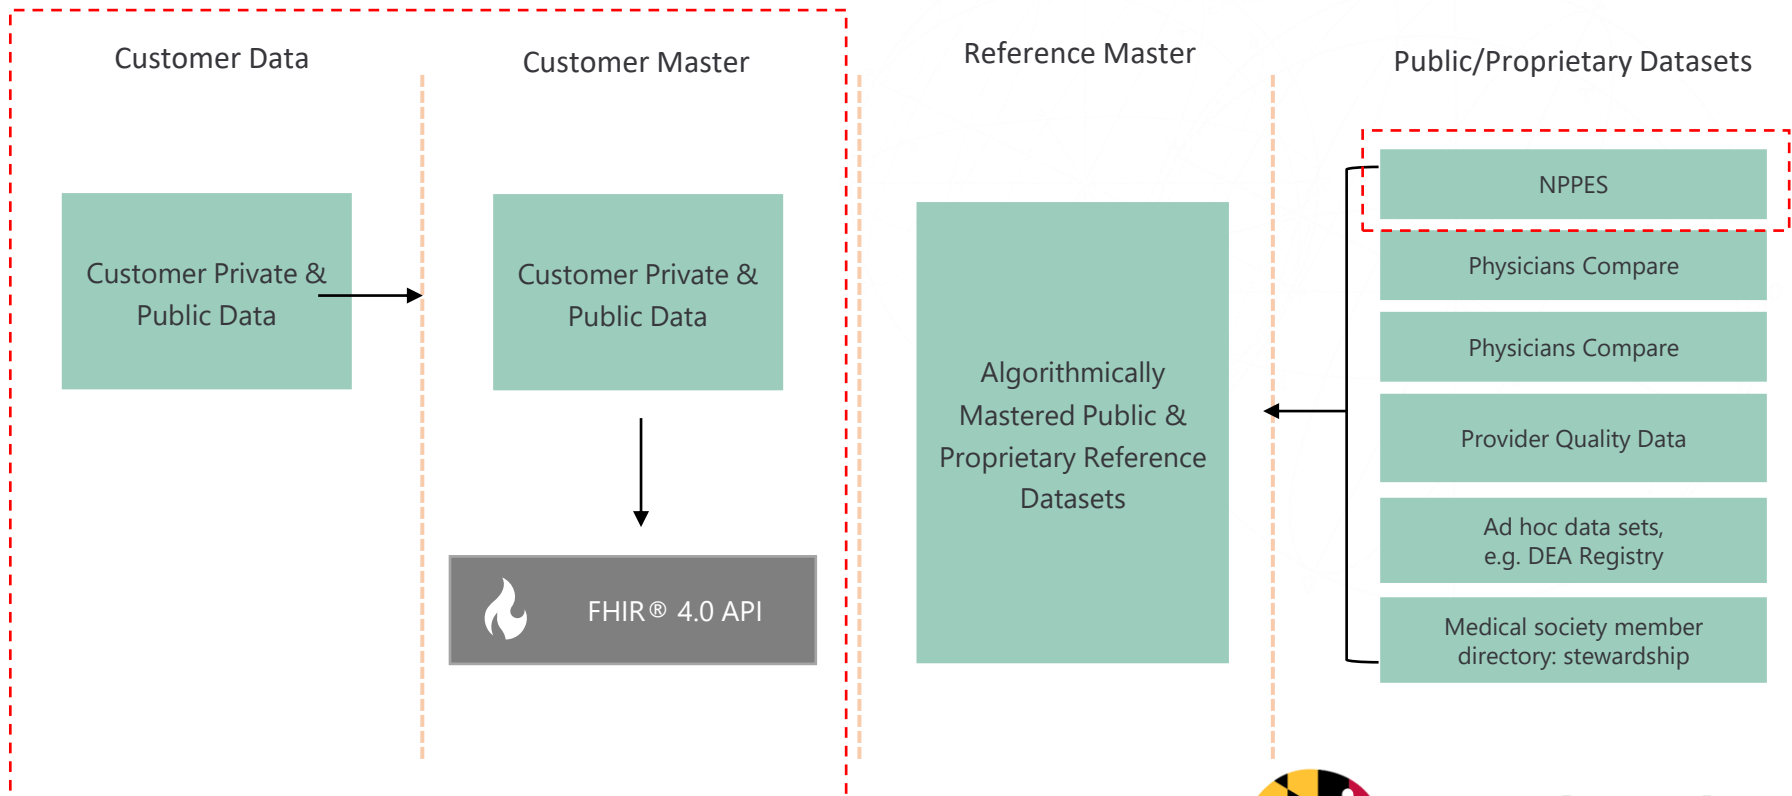 Customer Data
Customer Master
Reference Master
Public/Proprietary Datasets
Customer Private &
Public Data
Customer Private &
Public Data
FHIR® 4.0 API
Algorithmically
Mastered Public &
Proprietary Reference
Datasets
NPPES
Physicians Compare
Physicians Compare
Provider Quality Data
Ad hoc data sets,
e.g. DEA Registry
Medical society member
directory: stewardship